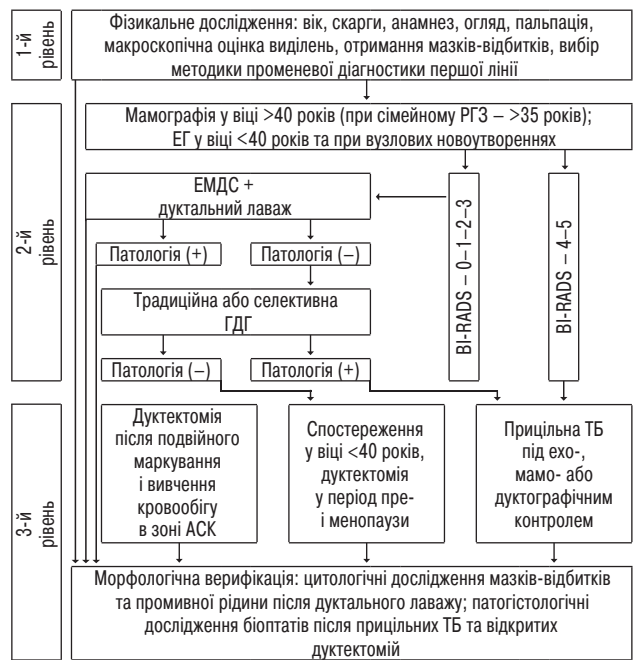 1-й
рівень
Фізикальне дослідження: вік, скарги, анамнез, огляд, пальпація,
макроскопічна оцінка виділень, отримання мазків-відбитків, вибір
методики променевої діагностики першої лінії
2-й
рівень
Мамографія у віці >40 років (при сімейному РГЗ – >35 років);
ЕГ у віці <40 років та при вузлових новоутвореннях
ЕМДС +
дуктальний лаваж
BI-RADS – 0–1–2–3
BI-RADS – 4–5
Патологія (+)
Патологія (–)
Традиційна або селективна
ГДГ
Патологія (–)
Патологія (+)
3-й
рівень
Дуктектомія
після подвійного
маркування
і вивчення
кровообігу
в зоні АСК
Спостереження
у віці <40 років,
дуктектомія
у період пре-
і менопаузи
Прицільна ТБ
під ехо-,
мамо- або
дуктографічним
контролем
Морфологічна верифікація: цитологічні дослідження мазків-відбитків
та промивної рідини після дуктального лаважу; патогістологічні
дослідження біоптатів після прицільних ТБ та відкритих
дуктектомій